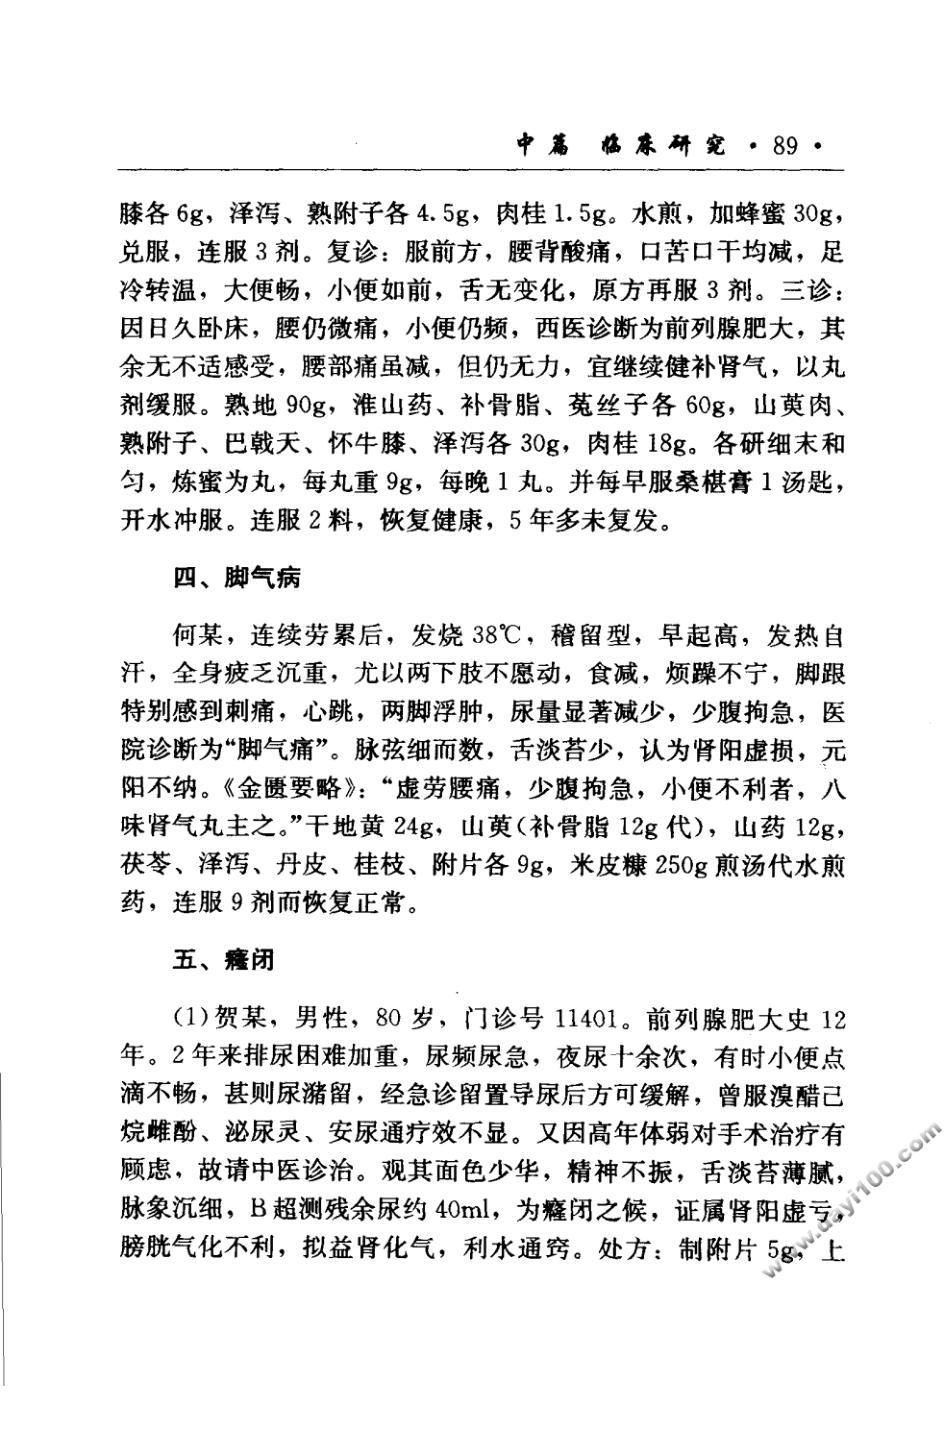 中篇 临床研究 · 89 ·
膝各 6g，泽泻、熟附子各 4.5g，肉桂 1.5g。水煎，加蜂蜜 30g，
兑服，连服 3 剂。复诊：服前方，腰背酸痛，口苦口干均减，足
冷转温，大便畅，小便如前，舌无变化，原方再服 3 剂。三诊：
因日久卧床，腰仍微痛，小便仍频，西医诊断为前列腺肥大，其
余无不适感受，腰部痛虽减，但仍无力，宜继续健补肾气，以丸
剂缓服。熟地 90g，淮山药、补骨脂、菟丝子各 60g，山萸肉、
熟附子、巴戟天、怀牛膝、泽泻各 30g，肉桂 18g。各研细末和
匀，炼蜜为丸，每丸重 9g，每晚 1 丸。并每早服桑椹膏 1 汤匙，
开水冲服。连服 2 料，恢复健康，5 年多未复发。
四、脚气病
何某，连续劳累后，发烧 38℃，稽留型，早起高，发热自
汗，全身疲乏沉重，尤以两下肢不愿动，食减，烦躁不宁，脚跟
特别感到刺痛，心跳，两脚浮肿，尿量显著减少，少腹拘急，医
院诊断为“脚气痛”。脉弦细而数，舌淡苔少，认为肾阳虚损，元
阳不纳。《金匮要略》：“虚劳腰痛，少腹拘急，小便不利者，八
味肾气丸主之。”干地黄 24g，山萸（补骨脂 12g 代），山药 12g，
茯苓、泽泻、丹皮、桂枝、附片各 9g，米皮糠 250g 煎汤代水煎
药，连服 9 剂而恢复正常。
五、癃闭
（1）贺某，男性，80 岁，门诊号 11401。前列腺肥大史 12
年。2 年来排尿困难加重，尿频尿急，夜尿十余次，有时小便点
滴不畅，甚则尿潴留，经急诊留置导尿后方可缓解，曾服溴醋己
烷雌酚、泌尿灵、安尿通疗效不显。又因高年体弱对手术治疗有
顾虑，故请中医诊治。观其面色少华，精神不振，舌淡苔薄腻，
脉象沉细，B 超测残余尿约 40ml，为癃闭之候，证属肾阳虚亏，
膀胱气化不利，拟益肾化气，利水通窍。处方：制附片 5g，上
www.dayi100.com